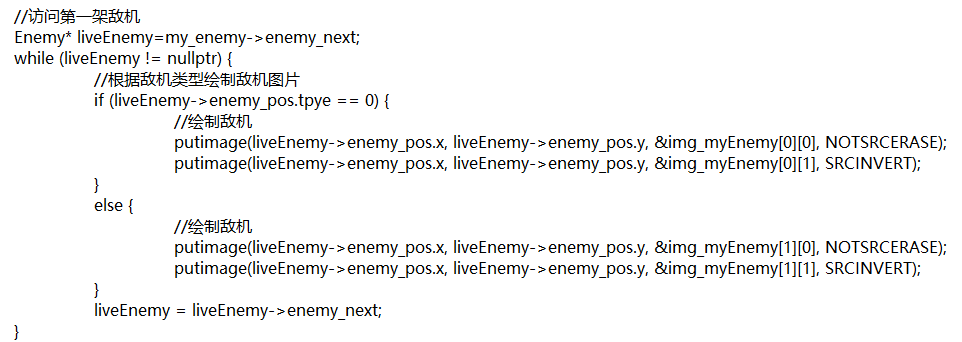 //访问第一架敌机
Enemy* liveEnemy=my_enemy->enemy_next;
while (liveEnemy != nullptr) {
//根据敌机类型绘制敌机图片
if (liveEnemy->enemy_pos.tpye == 0) {
//绘制敌机
putimage(liveEnemy->enemy_pos.x, liveEnemy->enemy_pos.y, &img_myEnemy[0][0], NOTSRCERASE);
putimage(liveEnemy->enemy_pos.x, liveEnemy->enemy_pos.y, &img_myEnemy[0][1], SRCINVERT);
}
else {
//绘制敌机
putimage(liveEnemy->enemy_pos.x, liveEnemy->enemy_pos.y, &img_myEnemy[1][0], NOTSRCERASE);
putimage(liveEnemy->enemy_pos.x, liveEnemy->enemy_pos.y, &img_myEnemy[1][1], SRCINVERT);
}
liveEnemy = liveEnemy->enemy_next;
}